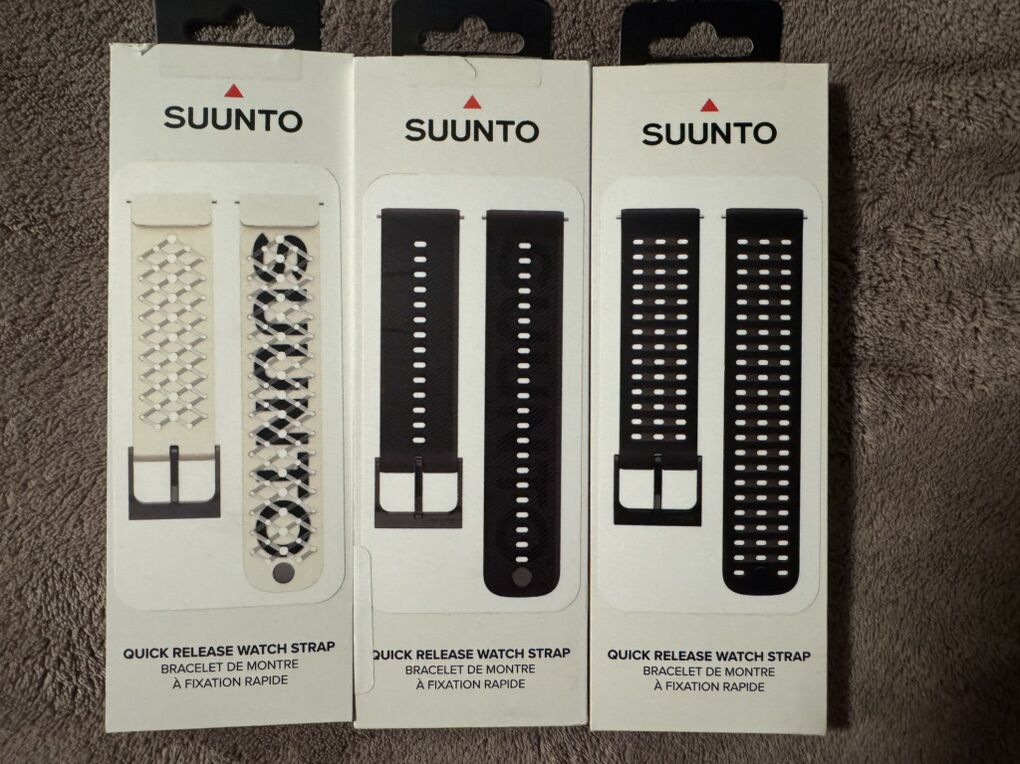 SUUNTO
SUUNTO
QUICK RELEASE WATCH STRAP
BRACELET DE MONTRE
À FIXATION RAPIDE
SUUNTO
SUUNTO
QUICK RELEASE WATCH STRAP
BRACELET DE MONTRE
À FIXATION RAPIDE
SUUNTO
QUICK RELEASE WATCH STRAP
BRACELET DE MONTRE
À FIXATION RAPIDE